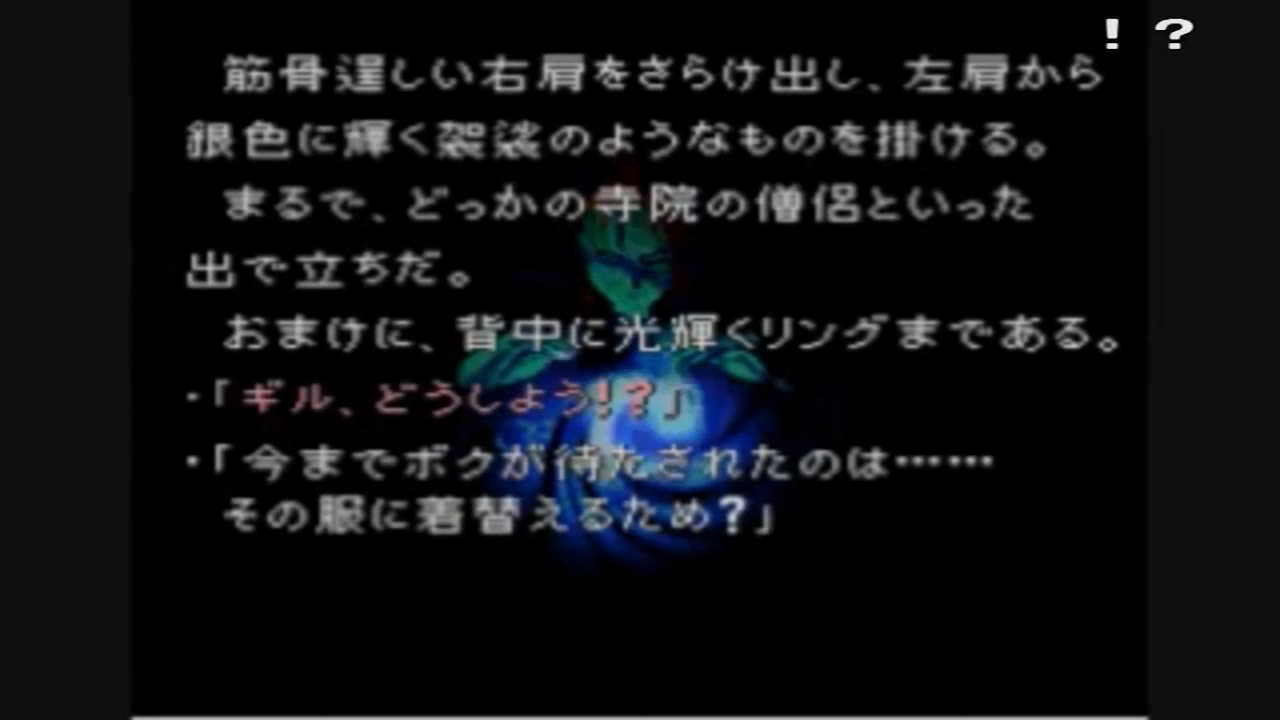 ！？
筋骨逞しい右肩をさらけ出し、左肩から
銀色に輝く袈裟のようなものを掛ける。
まるで、どっかの寺院の僧侶といった
出で立ちだ。
おまけに、背中に光輝くリングまである。
・「ギル、どうしよう!?」
・「今までボクが待たされたのは……
その服に着替えるため?」